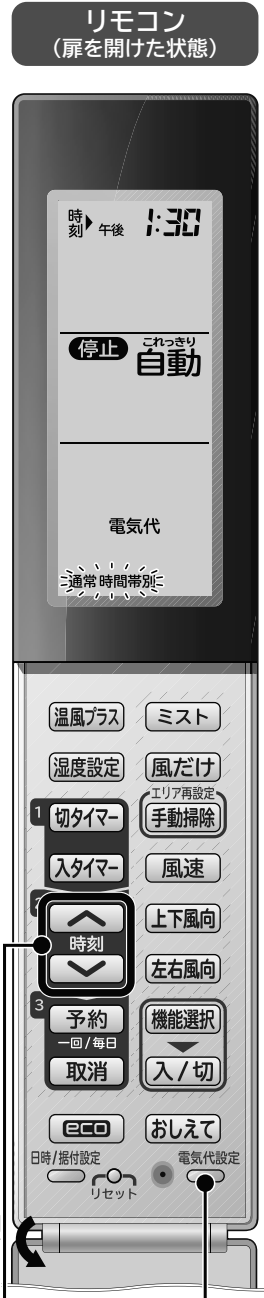 リモコン
(扉を開けた状態)
時刻 午後 1:30
停止 これっきり 自動
電気代
通常 時間帯別
温風プラス ミスト
湿度設定 風だけ
エリア再設定
1 切タイマー 手動掃除
入タイマー 風速
2
上下風向
時刻
左右風向
3 予約 機能選択
一回/毎日
取消 入/切
eco おしえて
日時/据付設定 電気代設定
リセット